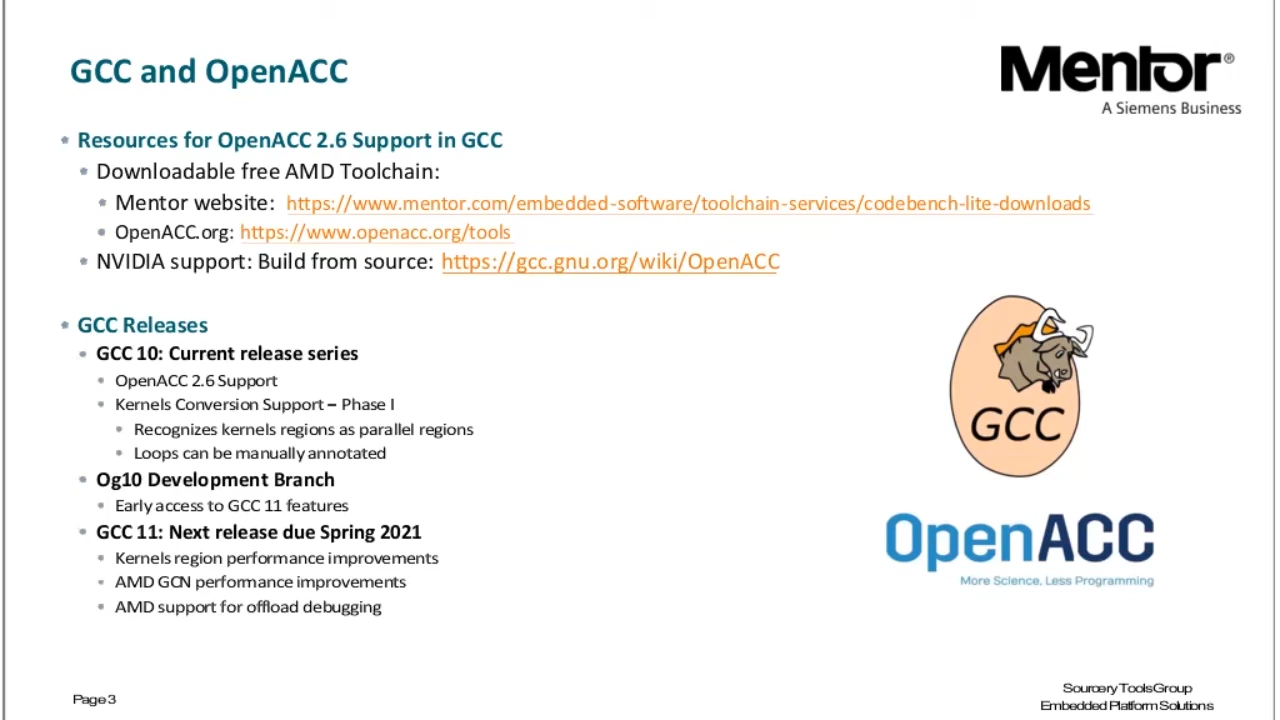 GCC and OpenACC
Mentor®
A Siemens Business
Resources for OpenACC 2.6 Support in GCC
Downloadable free AMD Toolchain:
Mentor website: https://www.mentor.com/embedded-software/toolchain-services/codebench-lite-downloads
OpenACC.org: https://www.openacc.org/tools
NVIDIA support: Build from source: https://gcc.gnu.org/wiki/OpenACC
GCC Releases
GCC 10: Current release series
OpenACC 2.6 Support
Kernels Conversion Support – Phase I
Recognizes kernels regions as parallel regions
Loops can be manually annotated
Og10 Development Branch
Early access to GCC 11 features
GCC 11: Next release due Spring 2021
Kernels region performance improvements
AMD GCN performance improvements
AMD support for offload debugging
GCC
OpenACC
More Science, Less Programming
Page 3
Sourcery Tools Group
Embedded Platform Solutions